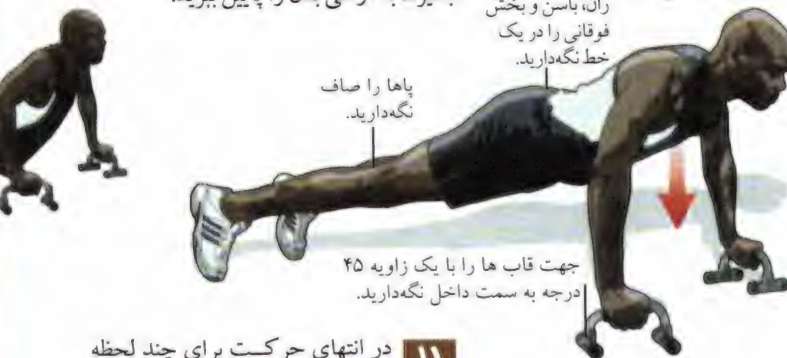 ران، باسن و بخش
فوقانی را در یک
خط نگه‌دارید.
پاها را صاف
نگه‌دارید.
جهت قاب ها را با یک زاویه ۴۵
درجه به سمت داخل نگه‌دارید.
در انتهای حرکت برای چند لحظه